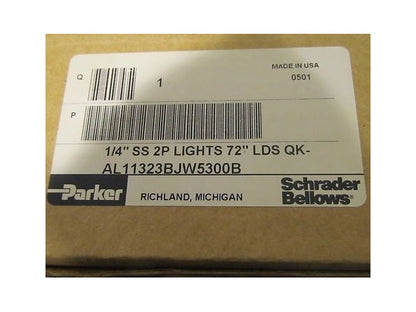 MADE IN USA
Q 1 0501
P
1/4" SS 2P LIGHTS 72" LDS QK-
AL11323BJW5300B
Parker RICHLAND, MICHIGAN Schrader
Bellows